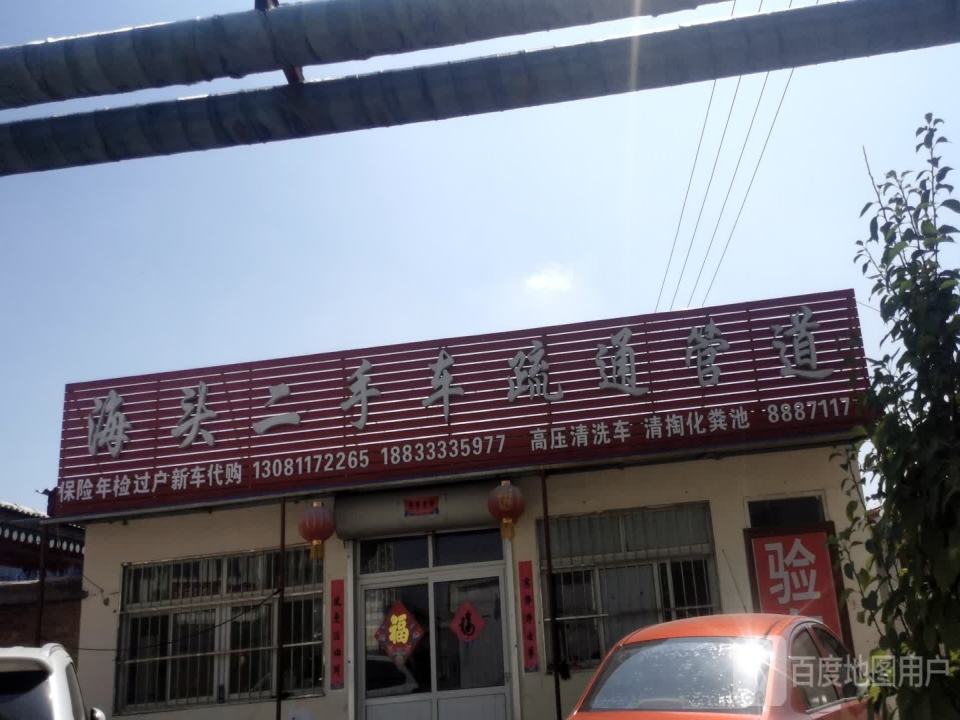 海头二手车疏通管道
保险年检过户新车代购 13081172265 18833335977 高压清洗车 清掏化粪池 8887117
福
福
验
百度地图用户